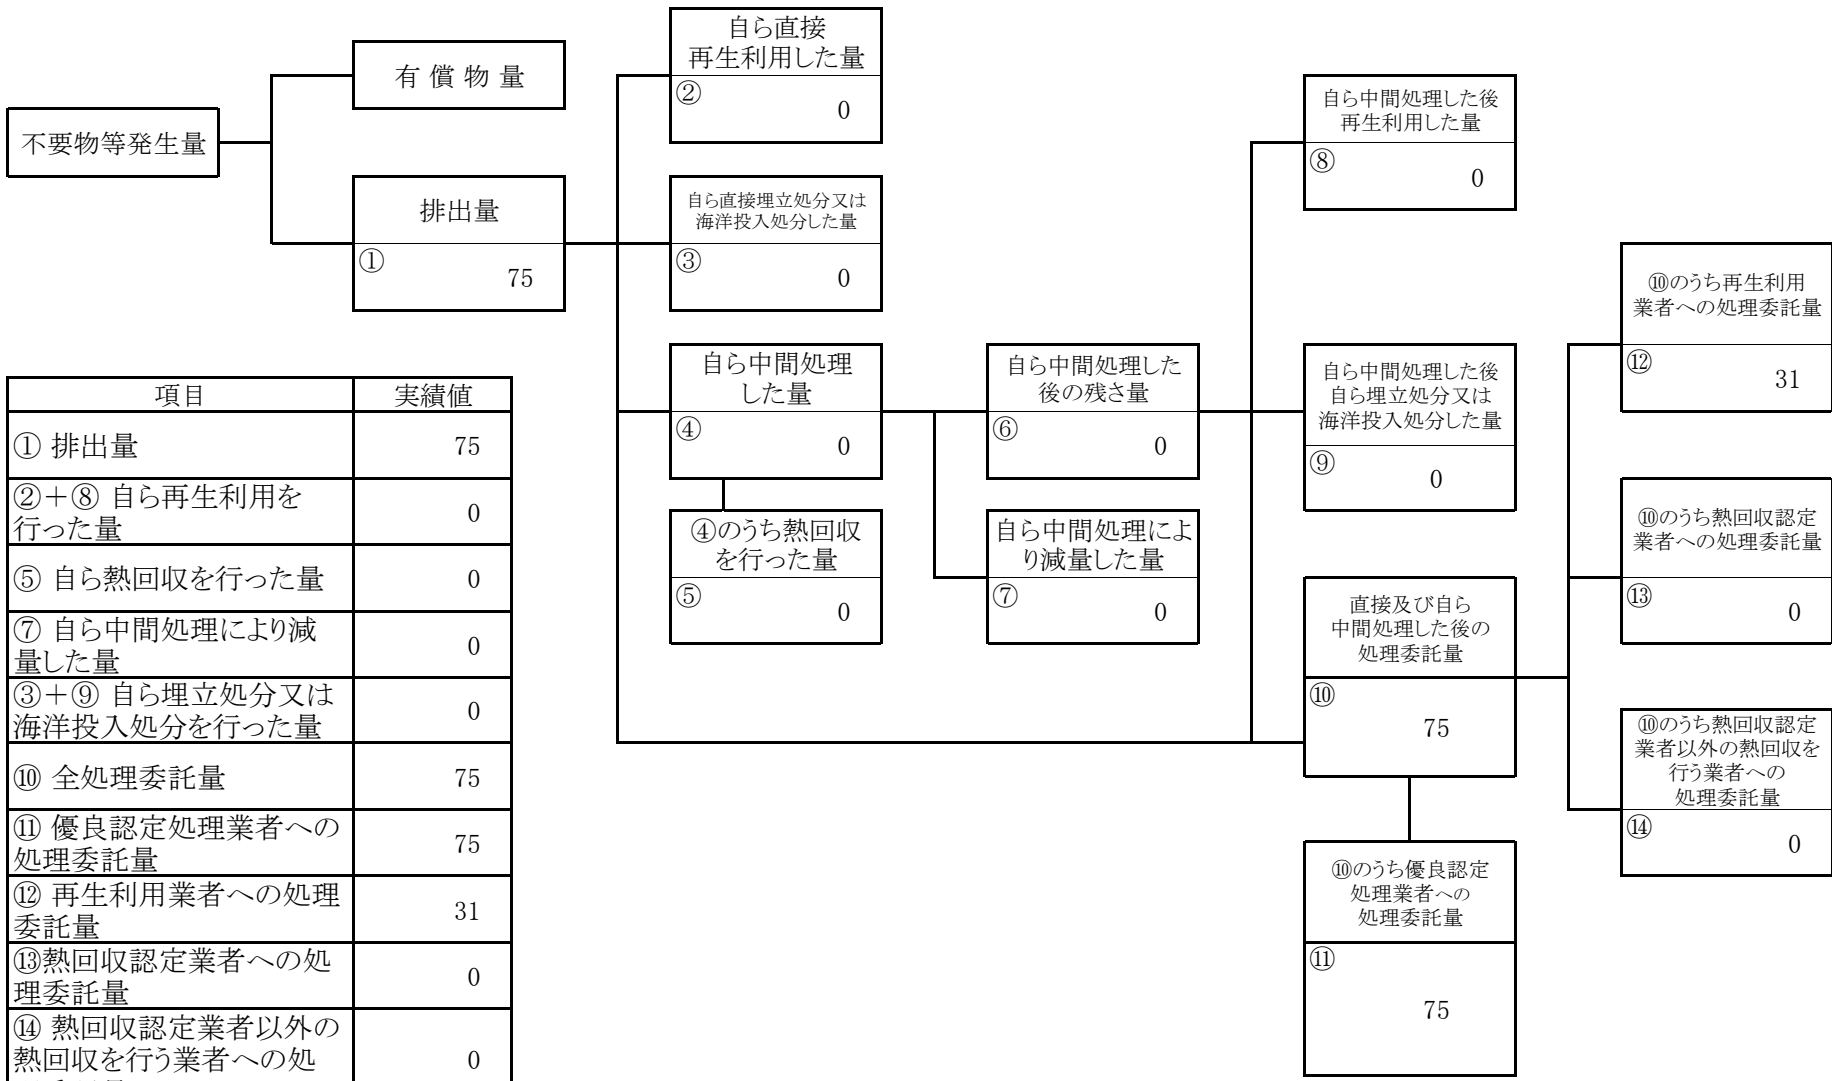 不要物等発生量
有 償 物 量
排出量
①
75
自ら直接
再生利用した量
②
0
自ら直接埋立処分又は
海洋投入処分した量
③
0
自ら中間処理
した量
④
0
④のうち熱回収
を行った量
⑤
0
自ら中間処理した
後の残さ量
⑥
0
自ら中間処理によ
り減量した量
⑦
0
自ら中間処理した後
再生利用した量
⑧
0
自ら中間処理した後
自ら埋立処分又は
海洋投入処分した量
⑨
0
直接及び自ら
中間処理した後の
処理委託量
⑩
75
⑩のうち優良認定
処理業者への
処理委託量
⑪
75
⑩のうち再生利用
業者への処理委託量
⑫
31
⑩のうち熱回収認定
業者への処理委託量
⑬
0
⑩のうち熱回収認定
業者以外の熱回収を
行う業者への
処理委託量
⑭
0
項目 実績値
① 排出量 75
②+⑧ 自ら再生利用を
行った量 0
⑤ 自ら熱回収を行った量 0
⑦ 自ら中間処理により減
量した量 0
③+⑨ 自ら埋立処分又は
海洋投入処分を行った量 0
⑩ 全処理委託量 75
⑪ 優良認定処理業者への
処理委託量 75
⑫ 再生利用業者への処理
委託量 31
⑬熱回収認定業者への処
理委託量 0
⑭ 熱回収認定業者以外の
熱回収を行う業者への処 0